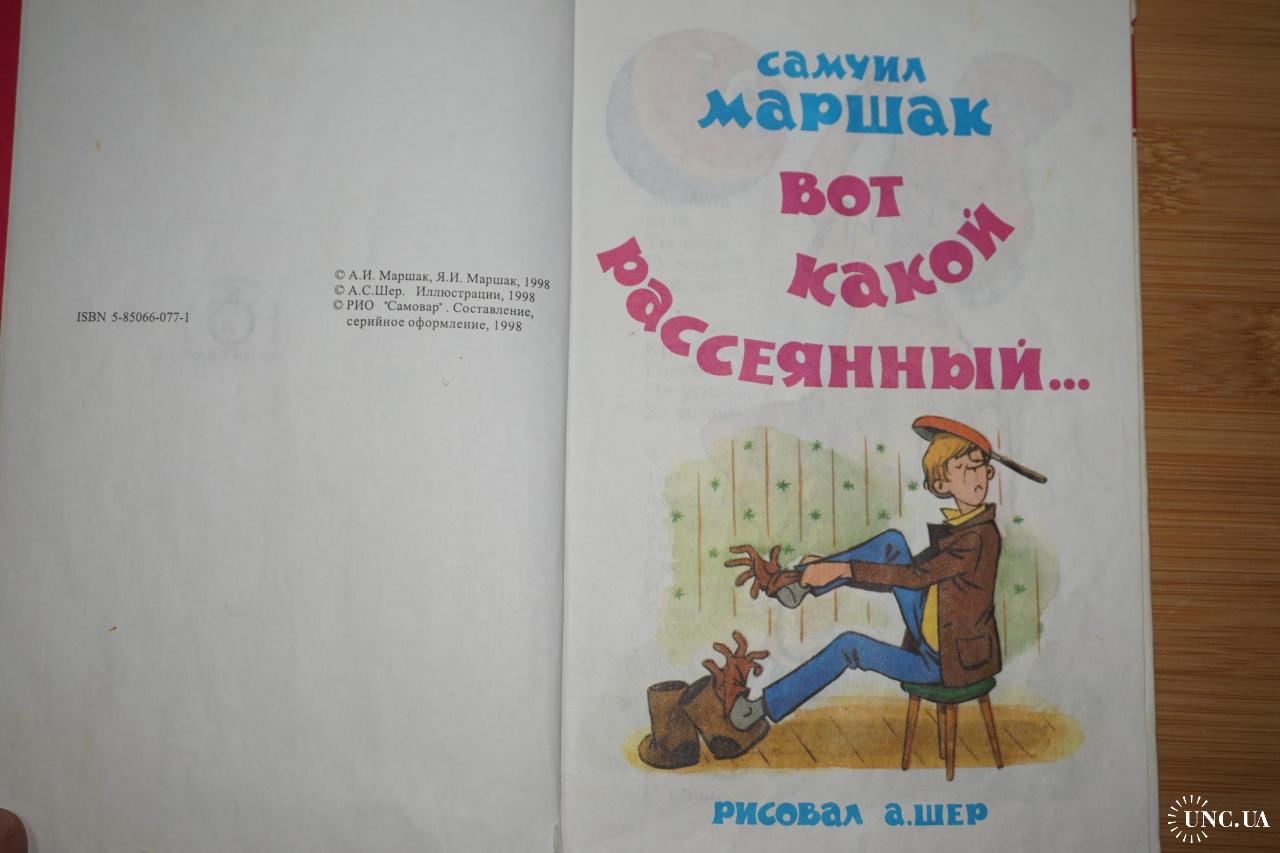 ISBN 5-85066-077-1
© А.И. Маршак, Я.И. Маршак, 1998
© А.С.Шер. Иллюстрации, 1998
© РИО "Самовар". Составление,
серийное оформление, 1998
САМУИЛ
МАРШАК
ВОТ
КАКОЙ
РАССЕЯННЫЙ...
РИСОВАЛ А.ШЕР
UNC.UA